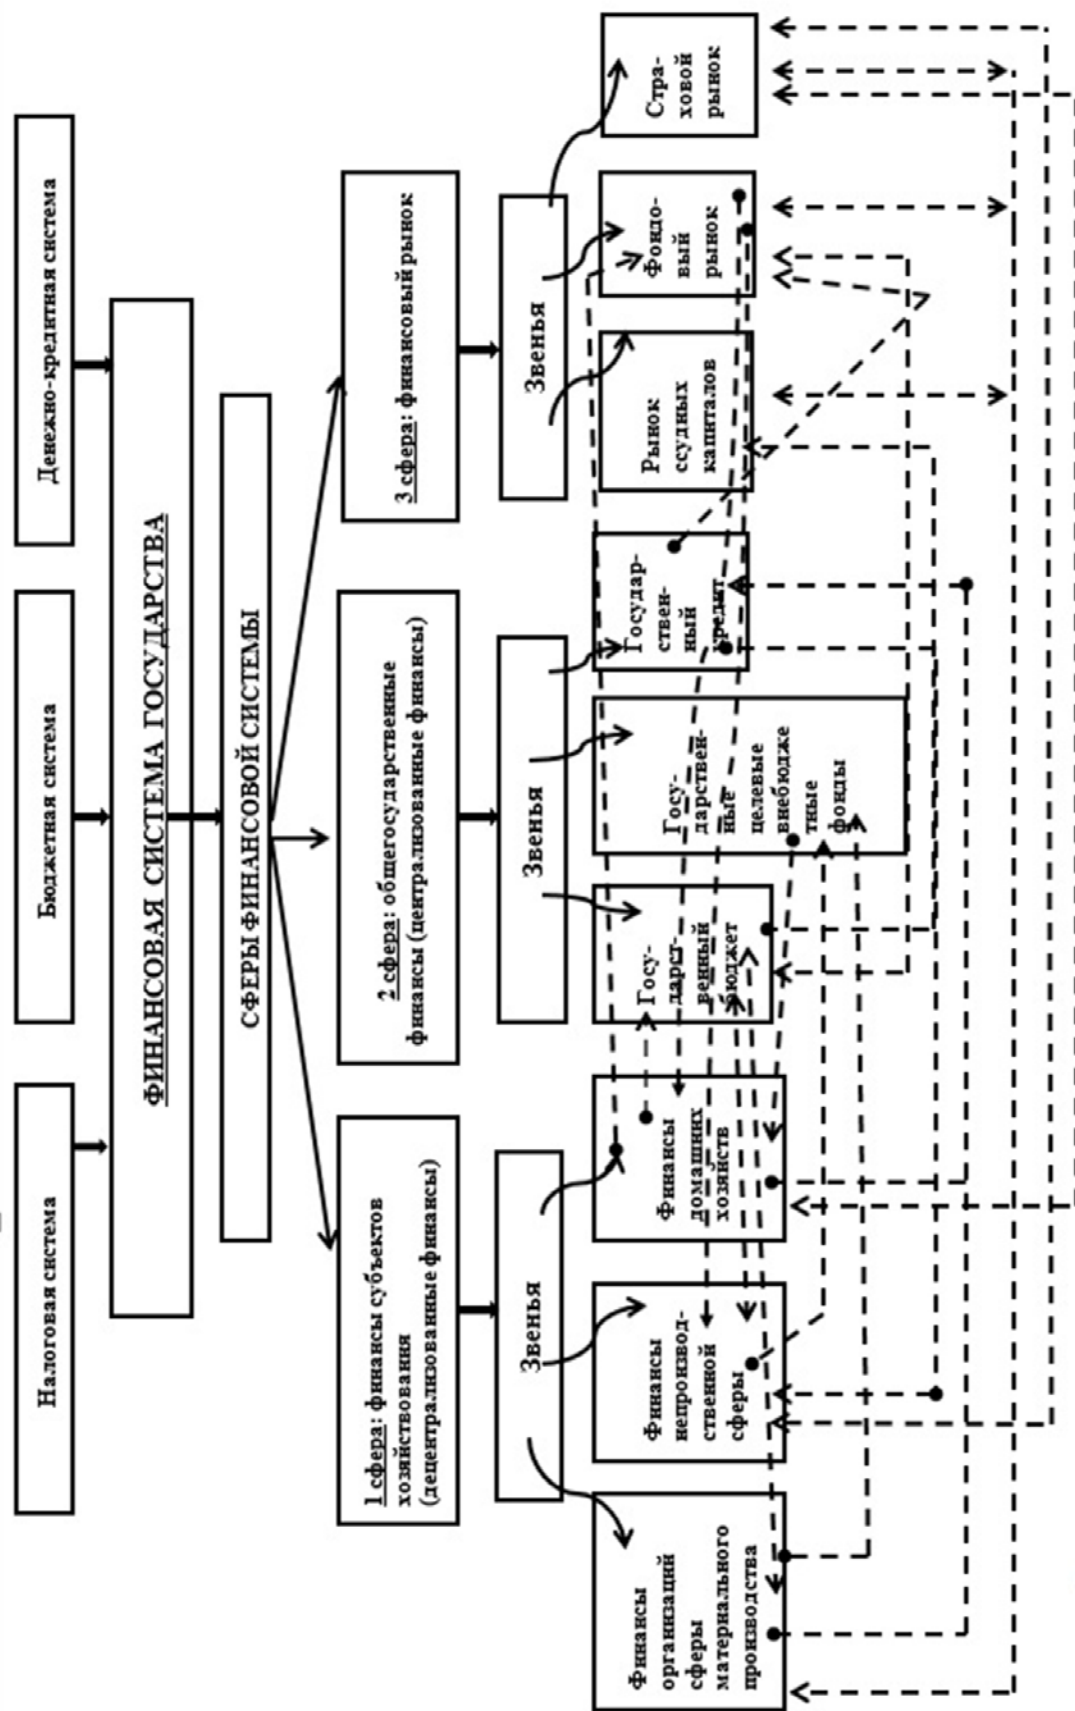 Налоговая система
Бюджетная система
Денежно-кредитная система
ФИНАНСОВАЯ СИСТЕМА ГОСУДАРСТВА
СФЕРЫ ФИНАНСОВОЙ СИСТЕМЫ
1 сфера: финансы субъектов
хозяйствования
(децентрализованные финансы)
2 сфера: общегосударственные
финансы (централизованные финансы)
3 сфера: финансовый рынок
Звенья
Звенья
Звенья
Финансы
организаций
сферы
материального
производства
Финансы
непроизвод-
ственной
сферы
Финансы
домашних
хозяйств
Госу-
дарст-
венный
бюджет
Госу-
дарствен-
ные
целевые
внебюдже
тные
фонды
Государ-
ствен-
ный
кредит
Рынок
ссудных
капиталов
Фондо-
вый
рынок
Стра-
ховой
рынок